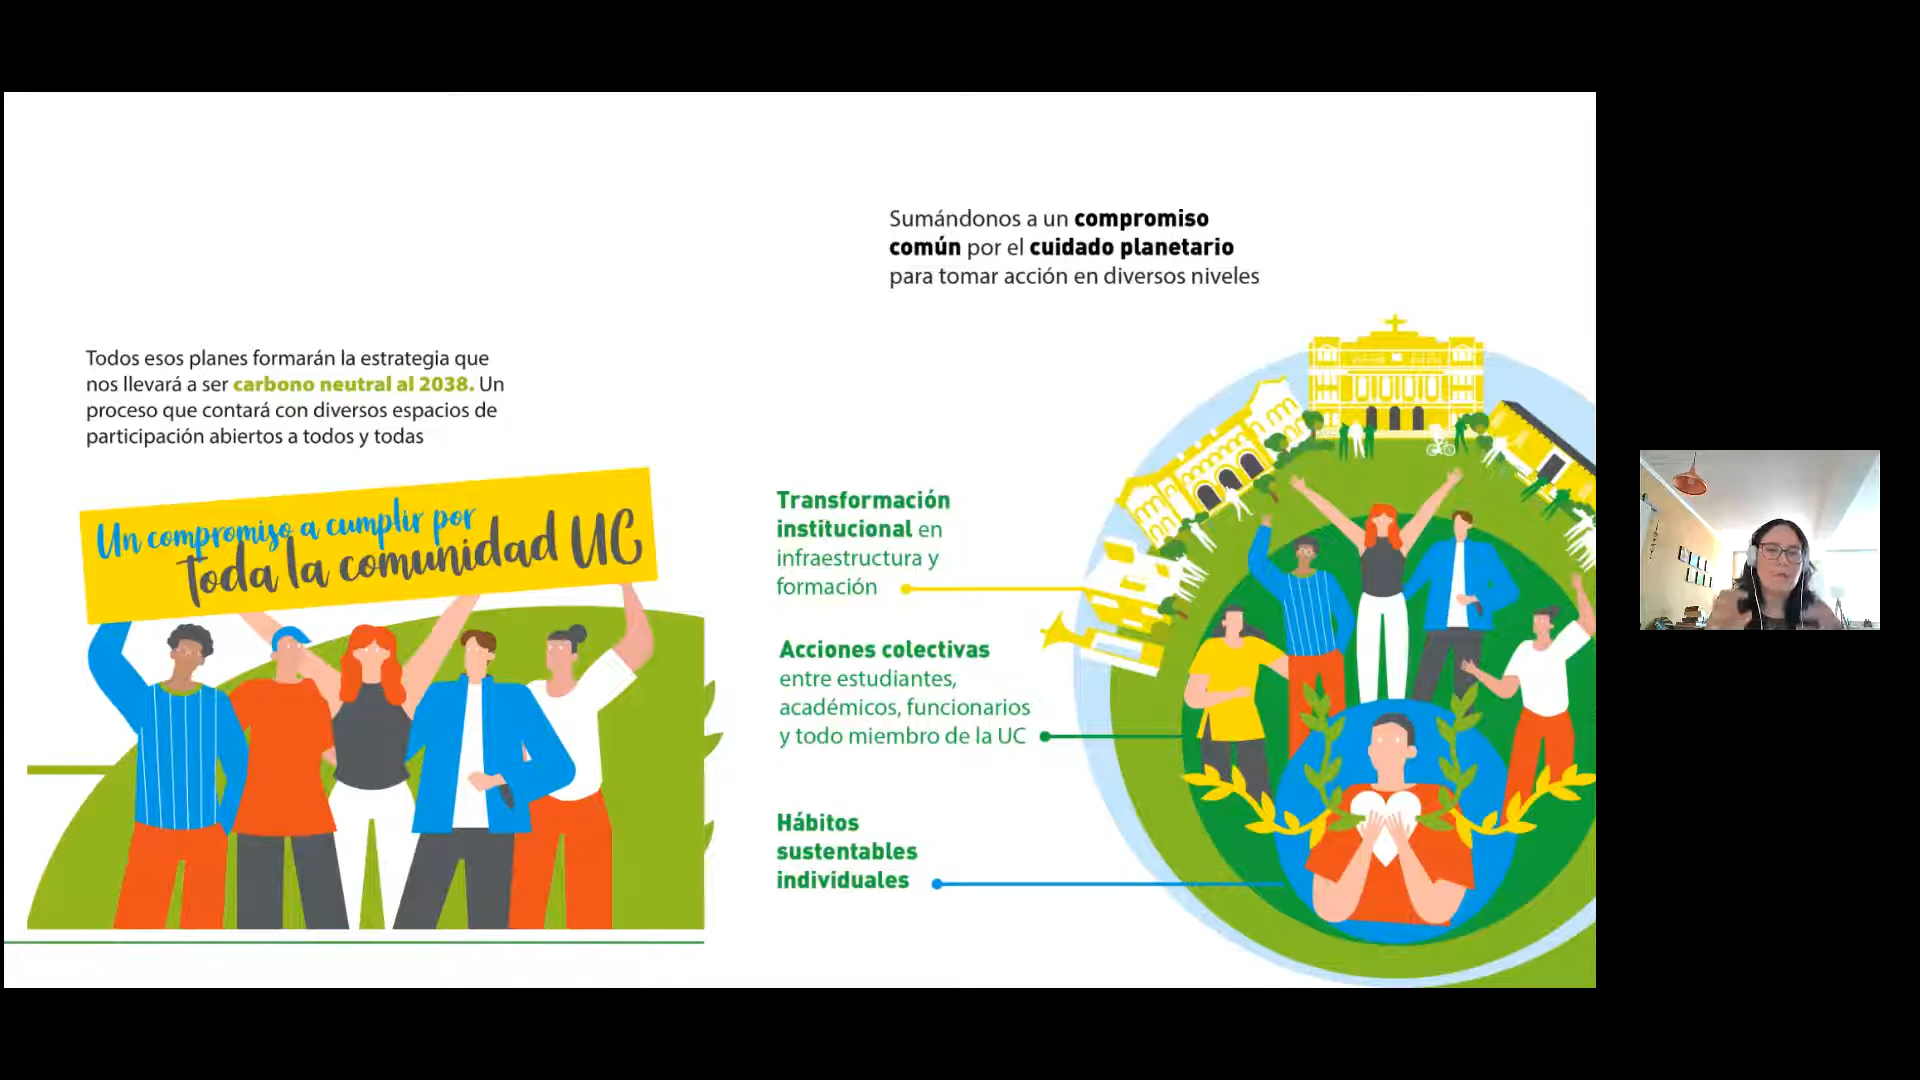 Todos esos planes formarán la estrategia que
nos llevará a ser carbono neutral al 2038. Un
proceso que contará con diversos espacios de
participación abiertos a todos y todas
Un compromiso a cumplir por
toda la comunidad UC
Sumándonos a un compromiso
común por el cuidado planetario
para tomar acción en diversos niveles
Transformación
institucional en
infraestructura y
formación
Acciones colectivas
entre estudiantes,
académicos, funcionarios
y todo miembro de la UC
Hábitos
sustentables
individuales